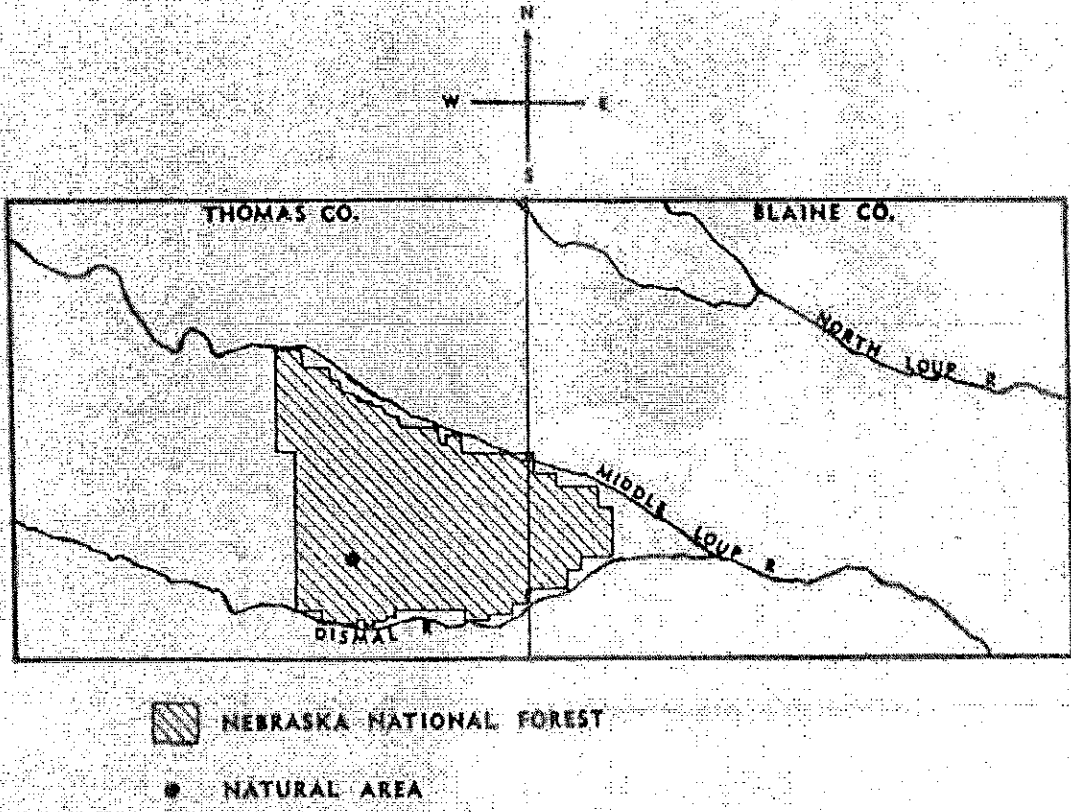 N
W E
S
THOMAS CO. BLAINE CO.
NORTH LOUP R
MIDDLE LOUP R
DISMAL R
NEBRASKA NATIONAL FOREST
NATURAL AREA